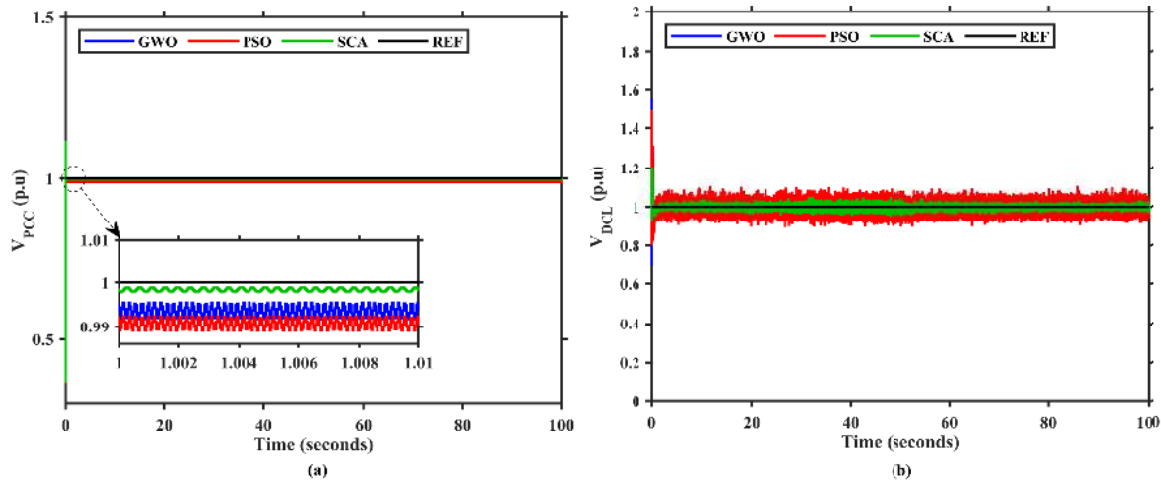 1.5
GWO PSO SCA REF
1
0.5
V_PCC (p.u)
1.01
1
0.99
1 1.002 1.004 1.006 1.008 1.01
0 20 40 60 80 100
Time (seconds)
(a)
2
1.8
1.6
1.4
1.2
1
0.8
0.6
0.4
0.2
0
GWO PSO SCA REF
V_DCL (p.u)
0 20 40 60 80 100
Time (seconds)
(b)